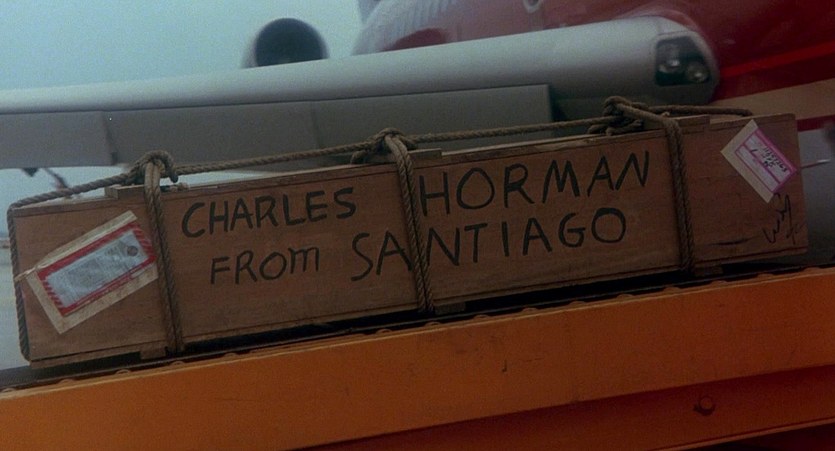 CHARLES HORMAN
FROM SANTIAGO